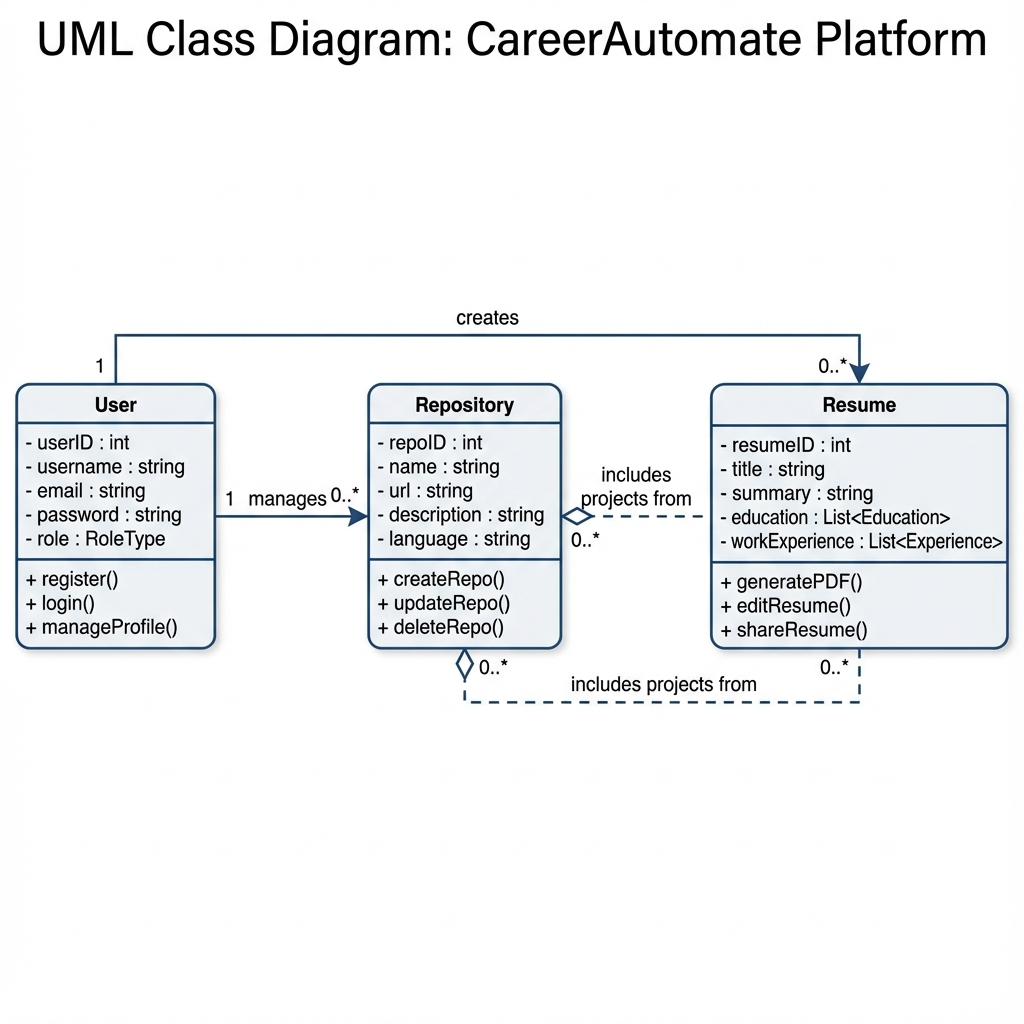 UML Class Diagram: CareerAutomate Platform
creates
1
0..*
User
- userID : int
- username : string
- email : string
- password : string
- role : RoleType
+ register()
+ login()
+ manageProfile()
1 manages 0..*
Repository
- repoID : int
- name : string
- url : string
- description : string
- language : string
+ createRepo()
+ updateRepo()
+ deleteRepo()
includes
projects from
0..*
Resume
- resumeID : int
- title : string
- summary : string
- education : List<Education>
- workExperience : List<Experience>
+ generatePDF()
+ editResume()
+ shareResume()
0..*
includes projects from
0..*